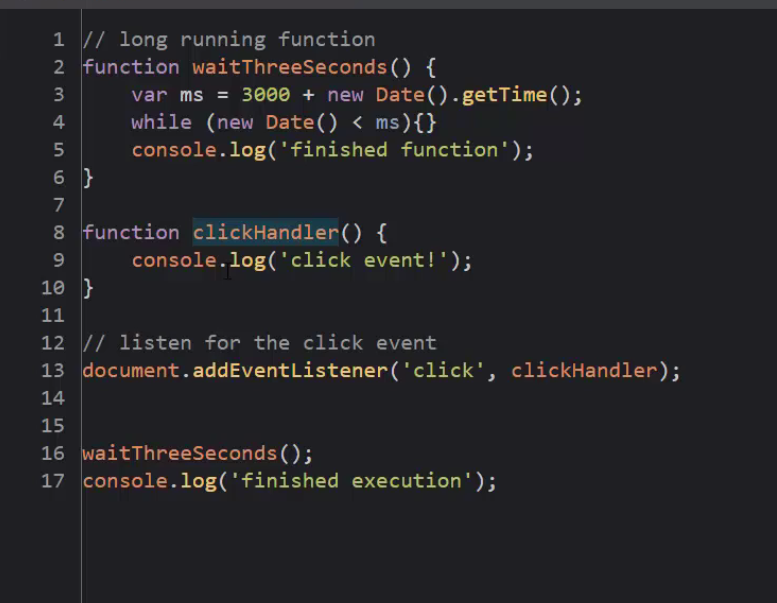 1 // long running function
2 function waitThreeSeconds() {
3     var ms = 3000 + new Date().getTime();
4     while (new Date() < ms){}
5     console.log('finished function');
6 }
7
8 function clickHandler() {
9     console.log('click event!');
10 }
11
12 // listen for the click event
13 document.addEventListener('click', clickHandler);
14
15
16 waitThreeSeconds();
17 console.log('finished execution');